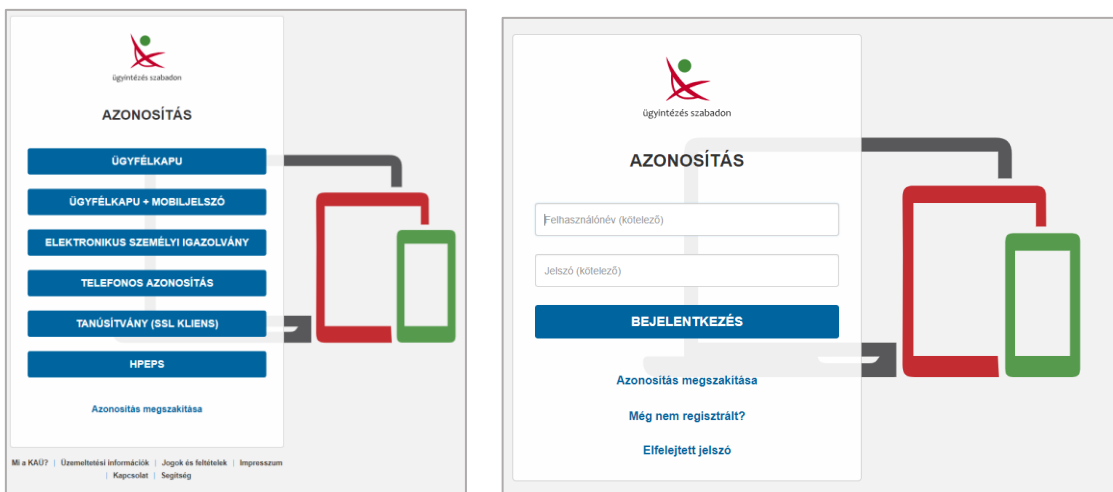 ügyintézés szabadon
AZONOSÍTÁS
ÜGYFÉLKAPU
ÜGYFÉLKAPU + MOBILJELSZÓ
ELEKTRONIKUS SZEMÉLYI IGAZOLVÁNY
TELEFONOS AZONOSÍTÁS
TANÚSÍTVÁNY (SSL KLIENS)
HPEPS
Azonosítás megszakítása
Mi a KAÜ? | Üzemeltetési információk | Jogok és feltételek | Impresszum
| Kapcsolat | Segítség
ügyintézés szabadon
AZONOSÍTÁS
Felhasználónév (kötelező)
Jelszó (kötelező)
BEJELENTKEZÉS
Azonosítás megszakítása
Még nem regisztrált?
Elfelejtett jelszó